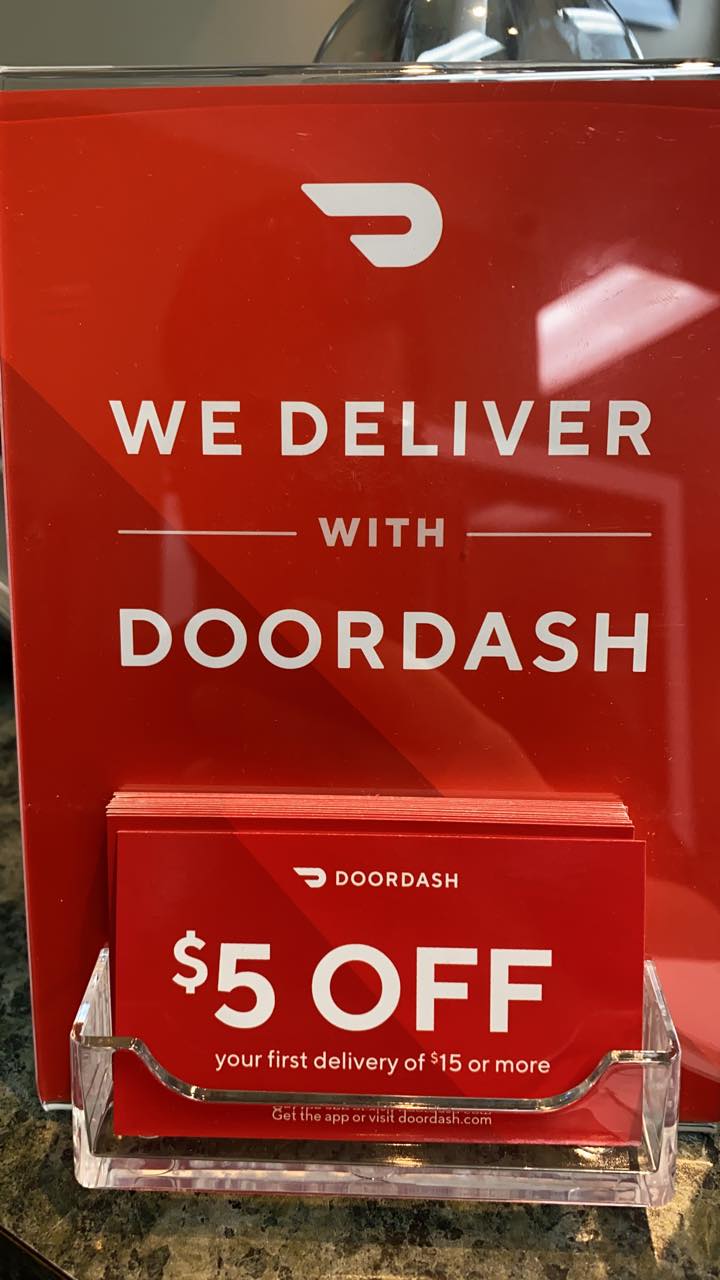 WE DELIVER
WITH
DOORDASH
DOORDASH
$5 OFF
your first delivery of $15 or more
Get the app or visit doordash.com